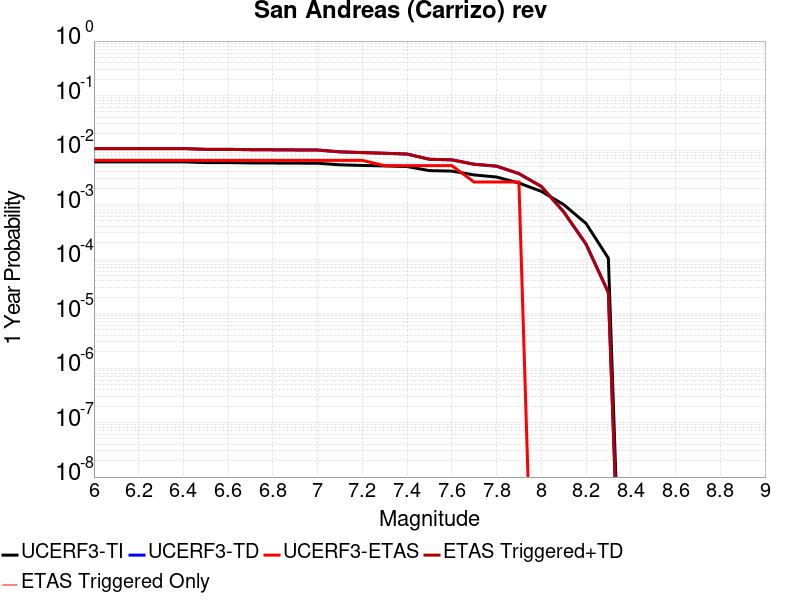 San Andreas (Carrizo) rev
10^0
10^-1
10^-2
10^-3
10^-4
10^-5
10^-6
10^-7
10^-8
1 Year Probability
6 6.2 6.4 6.6 6.8 7 7.2 7.4 7.6 7.8 8 8.2 8.4 8.6 8.8 9
Magnitude
UCERF3-TI UCERF3-TD UCERF3-ETAS ETAS Triggered+TD
ETAS Triggered Only